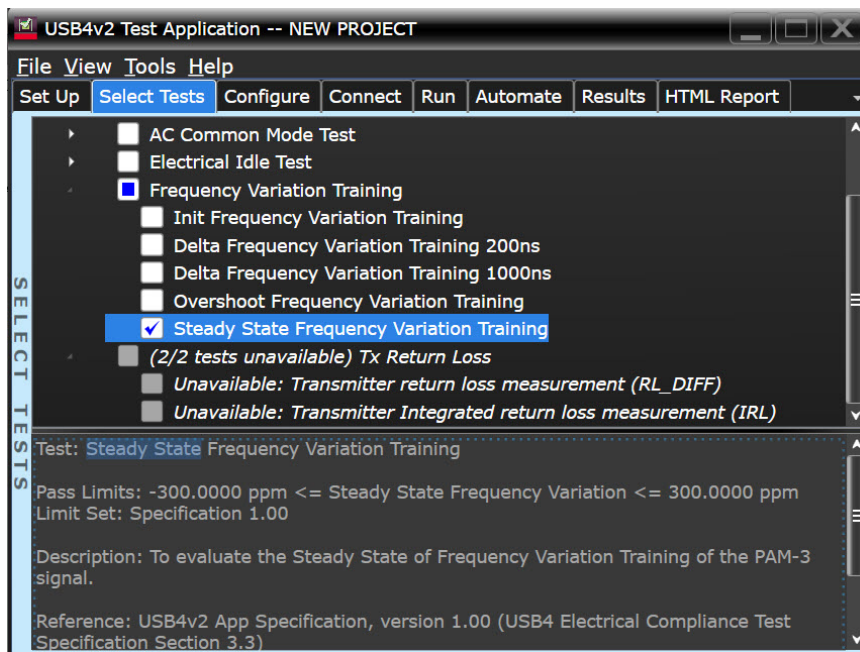 USB4v2 Test Application -- NEW PROJECT
File View Tools Help
Set Up Select Tests Configure Connect Run Automate Results HTML Report
AC Common Mode Test
Electrical Idle Test
Frequency Variation Training
Init Frequency Variation Training
Delta Frequency Variation Training 200ns
Delta Frequency Variation Training 1000ns
Overshoot Frequency Variation Training
Steady State Frequency Variation Training
(2/2 tests unavailable) Tx Return Loss
Unavailable: Transmitter return loss measurement (RL_DIFF)
Unavailable: Transmitter Integrated return loss measurement (IRL)
SELECT TESTS
Test: Steady State Frequency Variation Training
Pass Limits: -300.0000 ppm <= Steady State Frequency Variation <= 300.0000 ppm
Limit Set: Specification 1.00
Description: To evaluate the Steady State of Frequency Variation Training of the PAM-3
signal.
Reference: USB4v2 App Specification, version 1.00 (USB4 Electrical Compliance Test
Specification Section 3.3)